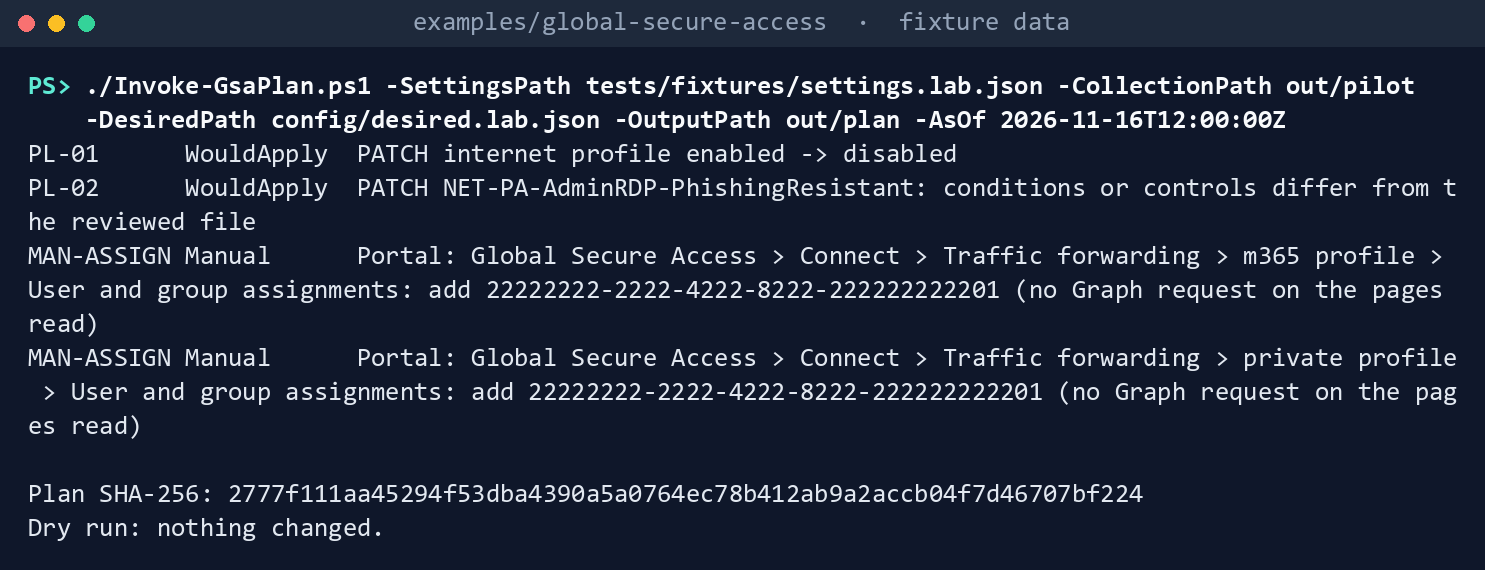 examples/global-secure-access · fixture data
PS> ./Invoke-GsaPlan.ps1 -SettingsPath tests/fixtures/settings.lab.json -CollectionPath out/pilot
    -DesiredPath config/desired.lab.json -OutputPath out/plan -AsOf 2026-11-16T12:00:00Z
PL-01      WouldApply  PATCH internet profile enabled -> disabled
PL-02      WouldApply  PATCH NET-PA-AdminRDP-PhishingResistant: conditions or controls differ from t
he reviewed file
MAN-ASSIGN Manual      Portal: Global Secure Access > Connect > Traffic forwarding > m365 profile >
User and group assignments: add 22222222-2222-4222-8222-222222222201 (no Graph request on the pages
read)
MAN-ASSIGN Manual      Portal: Global Secure Access > Connect > Traffic forwarding > private profile
 > User and group assignments: add 22222222-2222-4222-8222-222222222201 (no Graph request on the pag
es read)
Plan SHA-256: 2777f111aa45294f53dba4390a5a0764ec78b412ab9a2accb04f7d46707bf224
Dry run: nothing changed.